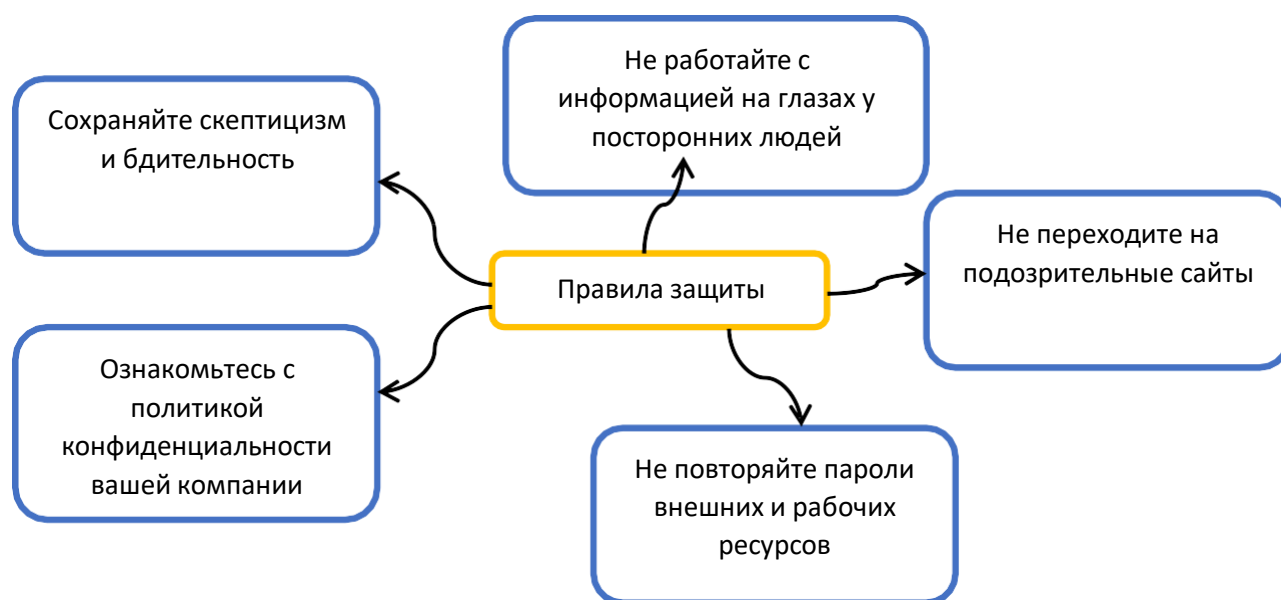 Не работайте с
информацией на глазах у
посторонних людей
Сохраняйте скептицизм
и бдительность
Не переходите на
подозрительные сайты
Правила защиты
Ознакомьтесь с
политикой
конфиденциальности
вашей компании
Не повторяйте пароли
внешних и рабочих
ресурсов